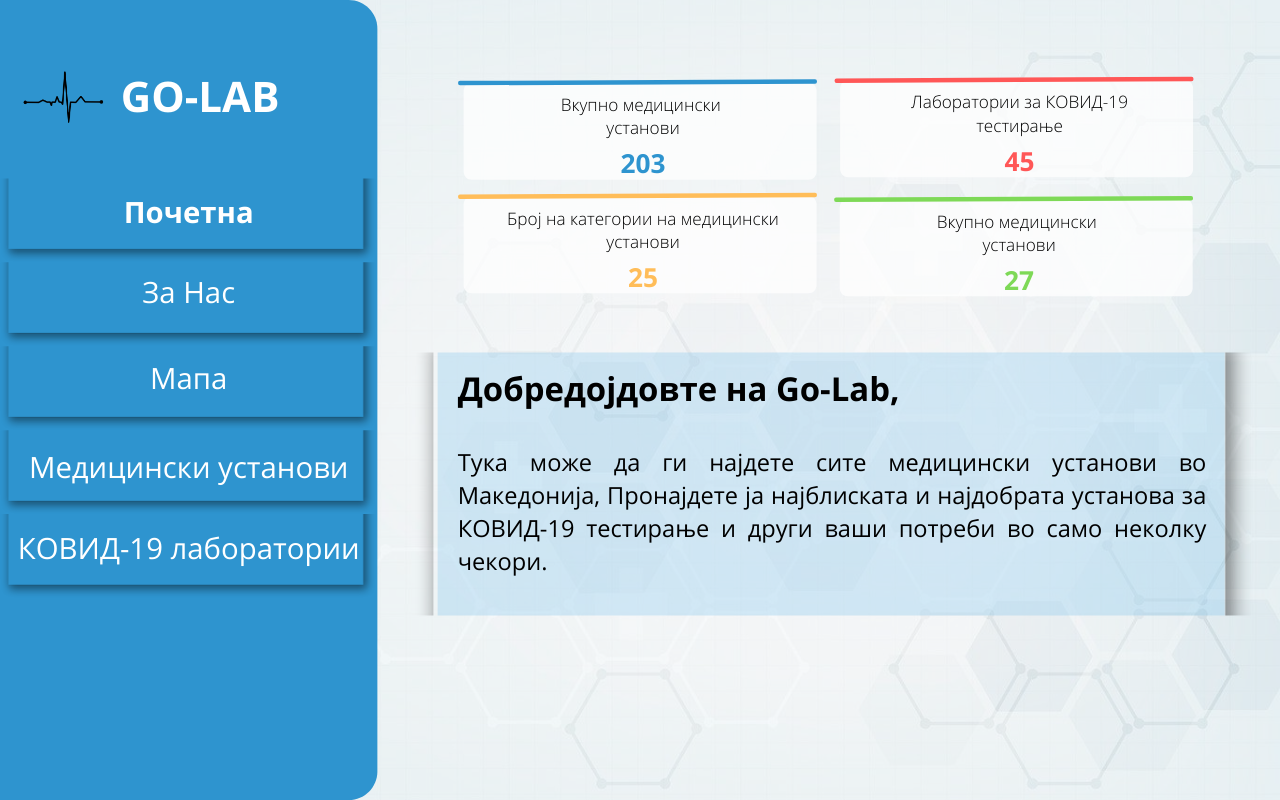 GO-LAB
Почетна
За Нас
Мапа
Медицински установи
КОВИД-19 лаборатории
Вкупно медицински
установи
203
Лаборатории за КОВИД-19
тестирање
45
Број на категории на медицински
установи
25
Вкупно медицински
установи
27
Добредојдовте на Go-Lab,
Тука може да ги најдете сите медицински установи во
Македонија, Пронајдете ја најблиската и најдобрата установа за
КОВИД-19 тестирање и други ваши потреби во само неколку
чекори.